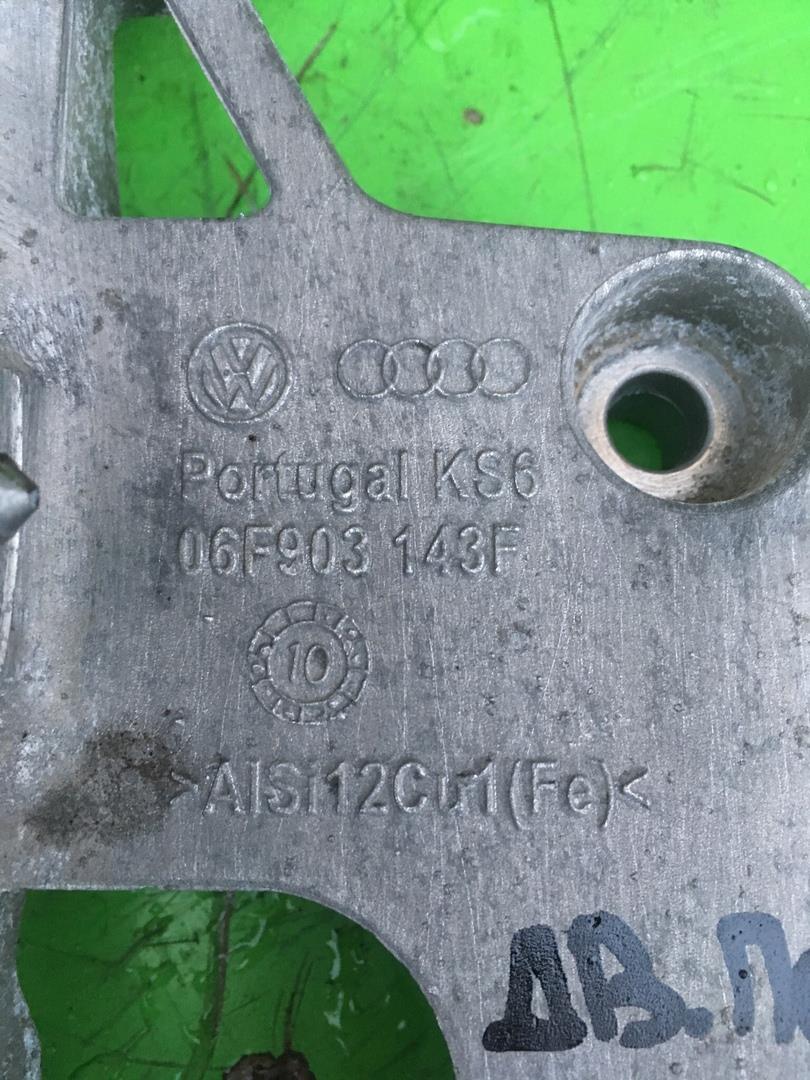 Portugal KS6
06F903 143F
10
>AlSi12Cu1(Fe)<
ДВ.